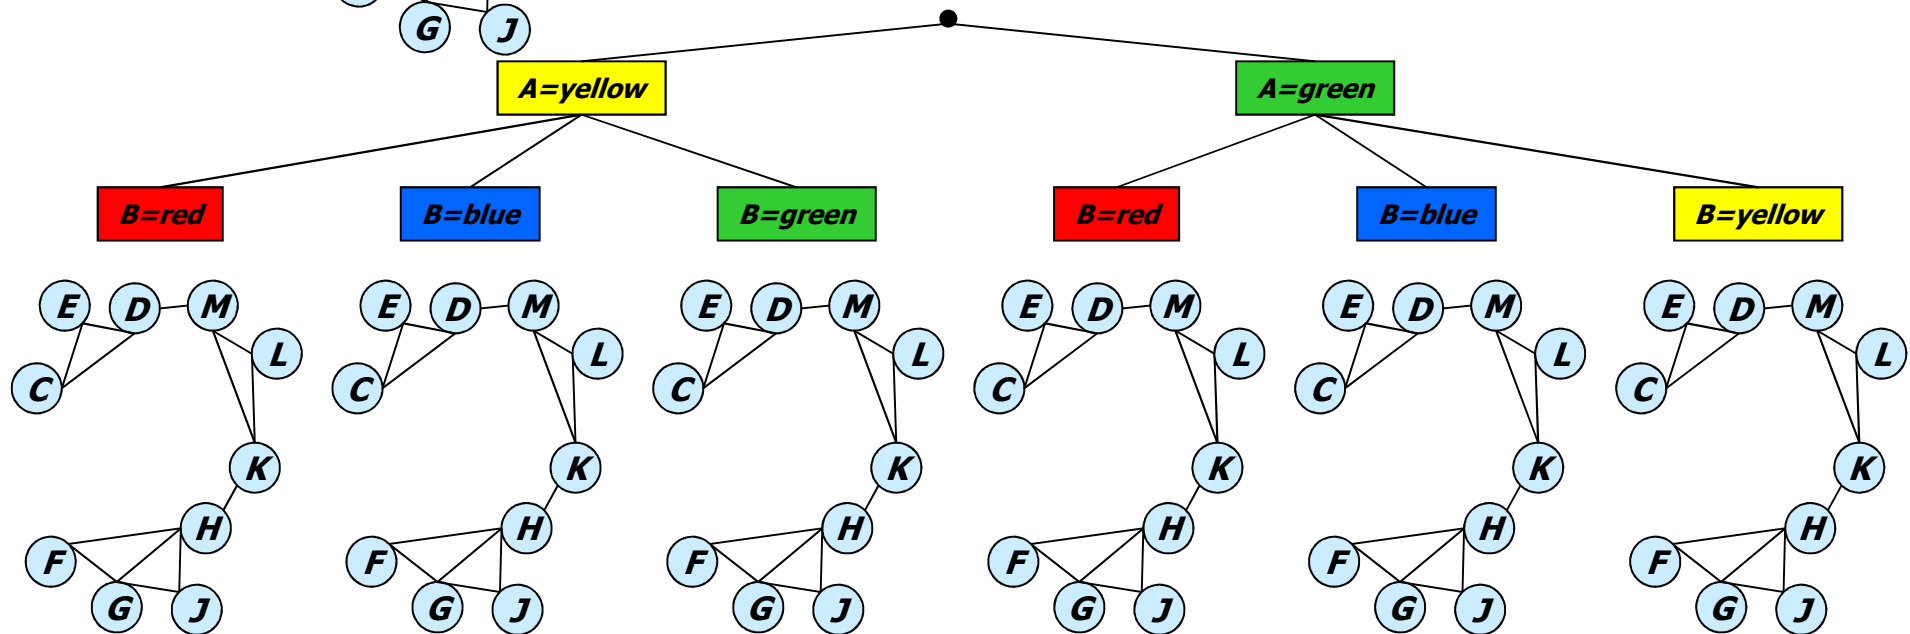 G J
A=yellow A=green
B=red B=blue B=green B=red B=blue B=yellow
E D M E D M E D M E D M E D M E D M
L L L L L L
C C C C C C
K K K K K K
H H H H H H
F F F F F F
G J G J G J G J G J G J